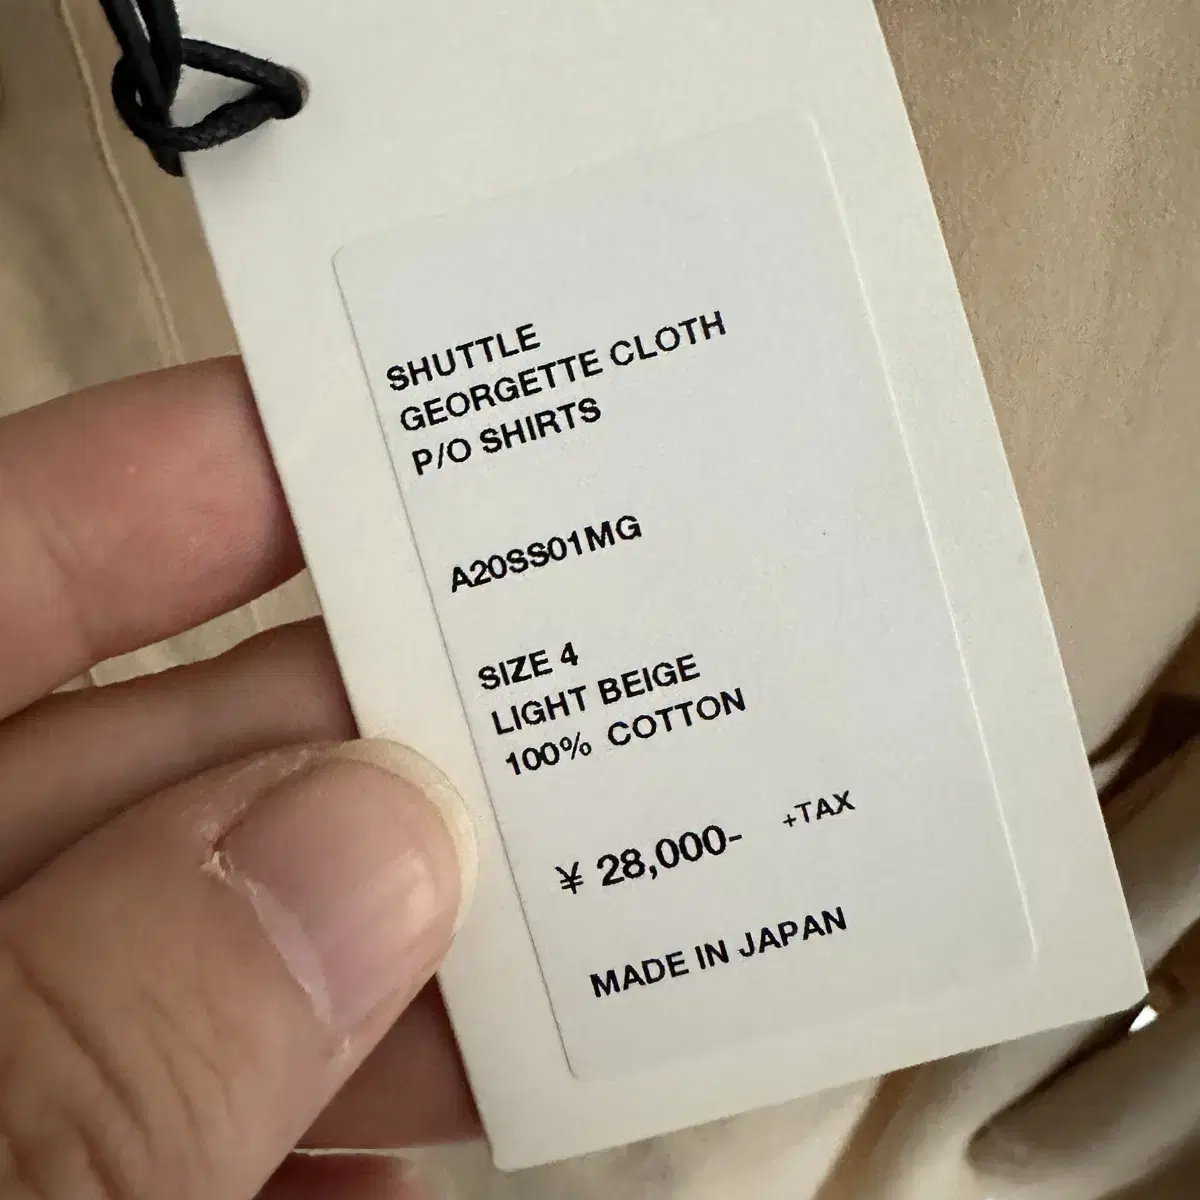 SHUTTLE
GEORGETTE CLOTH
P/O SHIRTS
A20SS01MG
SIZE 4
LIGHT BEIGE
100% COTTON
¥ 28,000- +TAX
MADE IN JAPAN